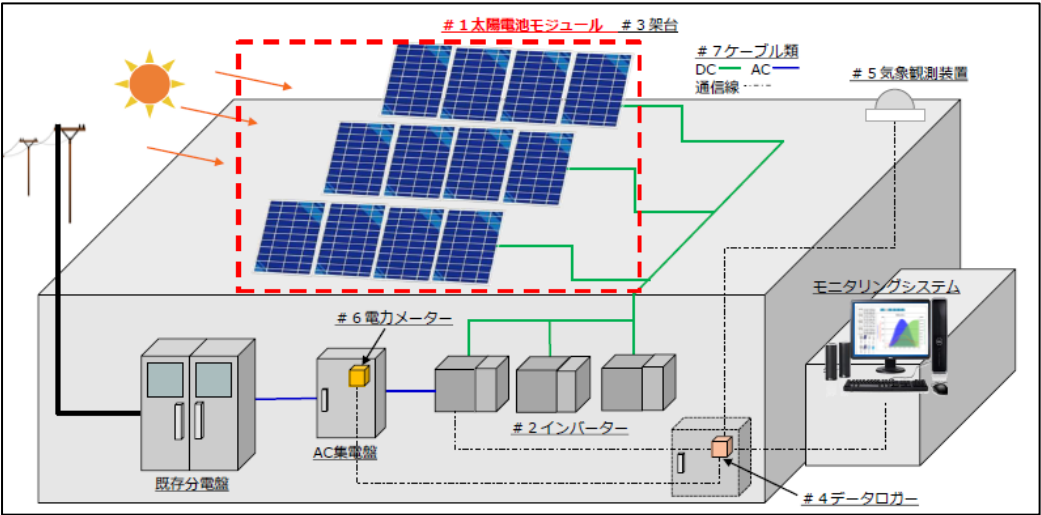 ＃１太陽電池モジュール ＃３架台
＃７ケーブル類
DC AC
通信線
＃５気象観測装置
モニタリングシステム
＃６電力メーター
＃２インバーター
AC集電盤
既存分電盤
＃４データロガー